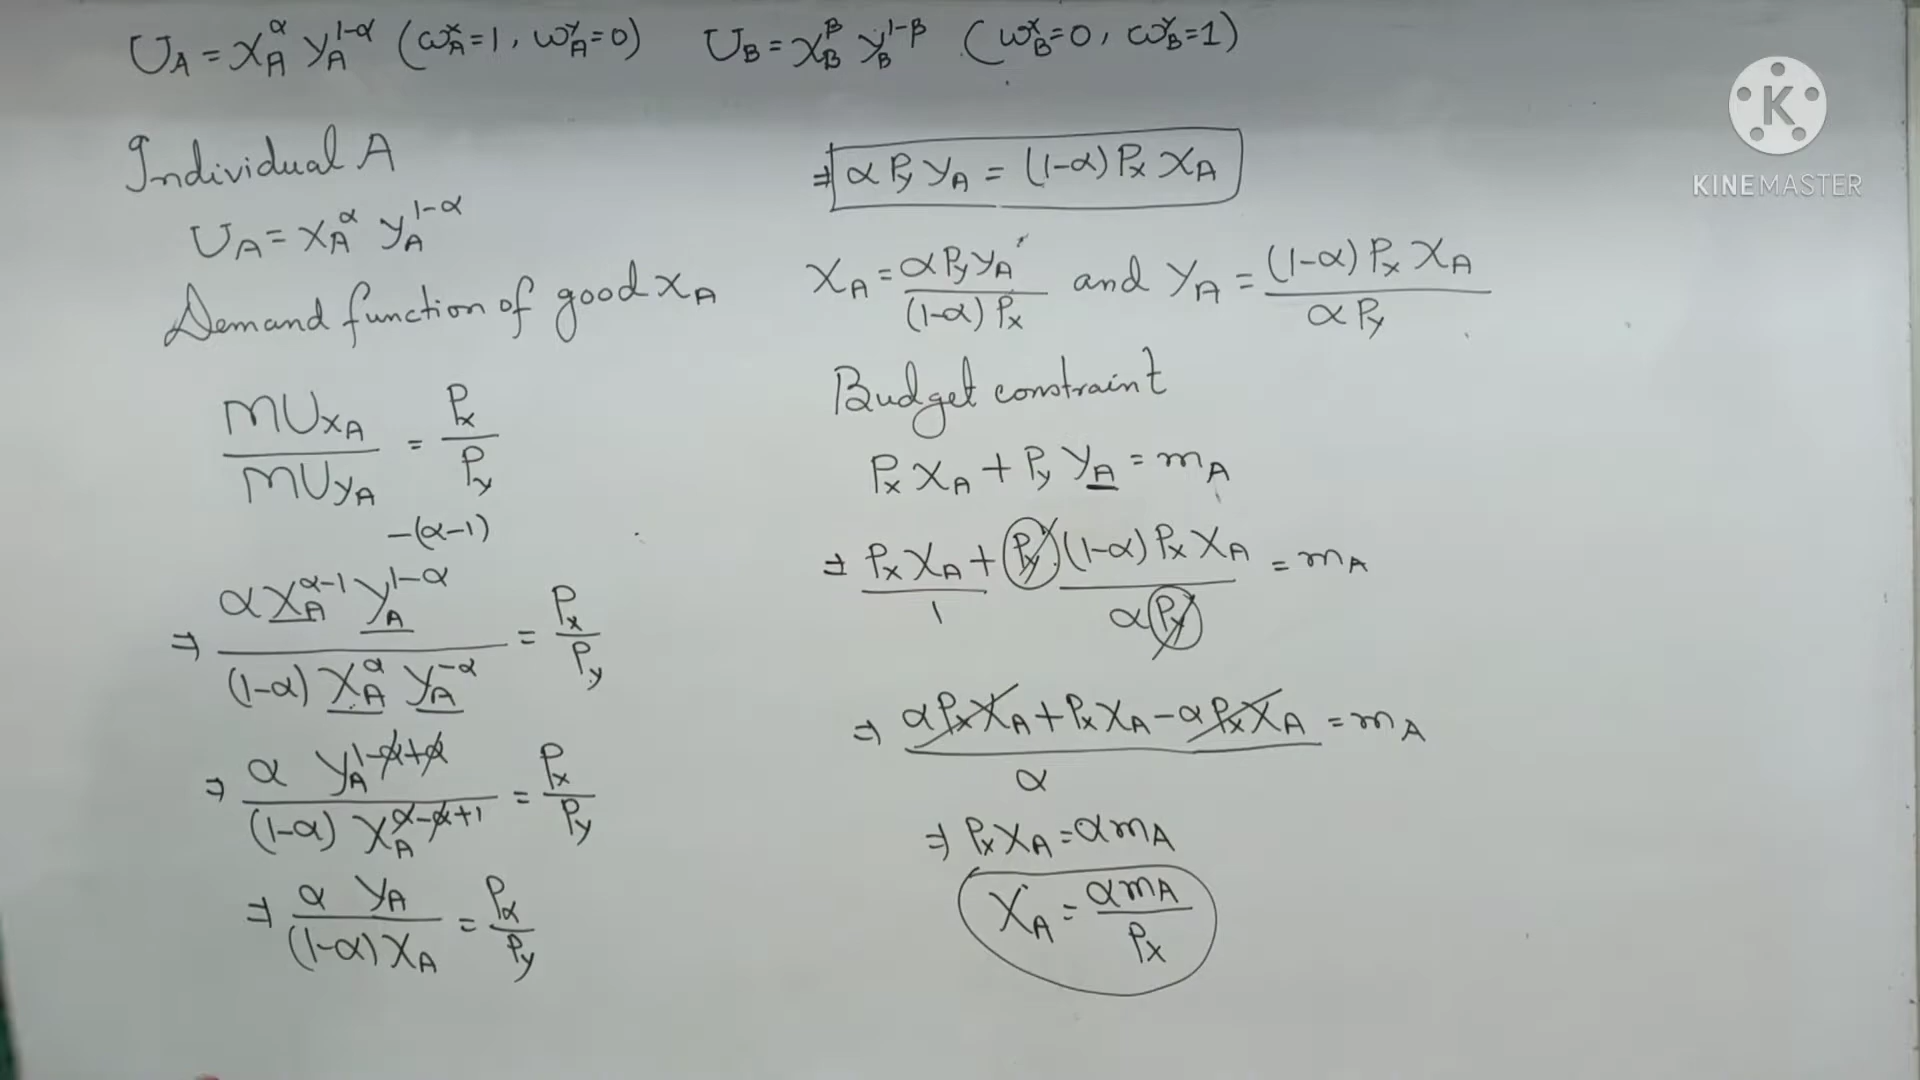 U_A = X_A^α Y_A^{1-α} (ω_A^x=1, ω_A^y=0)   U_B = X_B^β Y_B^{1-β} (ω_B^x=0, ω_B^y=1)
Individual A
U_A = X_A^α Y_A^{1-α}
Demand function of good X_A
MU_{X_A} / MU_{Y_A} = P_x / P_y
-(α-1)
⇒ α X_A^{α-1} Y_A^{1-α} / (1-α) X_A^α Y_A^{-α} = P_x / P_y
⇒ α Y_A^{1-α+α} / (1-α) X_A^{α-α+1} = P_x / P_y
⇒ α Y_A / (1-α) X_A = P_x / P_y
⇒ α P_y Y_A = (1-α) P_x X_A
X_A = α P_y Y_A / (1-α) P_x and Y_A = (1-α) P_x X_A / α P_y
Budget constraint
P_x X_A + P_y Y_A = m_A
⇒ P_x X_A / 1 + P_y (1-α) P_x X_A / α P_y = m_A
⇒ α P_x X_A + P_x X_A - α P_x X_A / α = m_A
⇒ P_x X_A = α m_A
X_A = α m_A / P_x
K
KINEMASTER